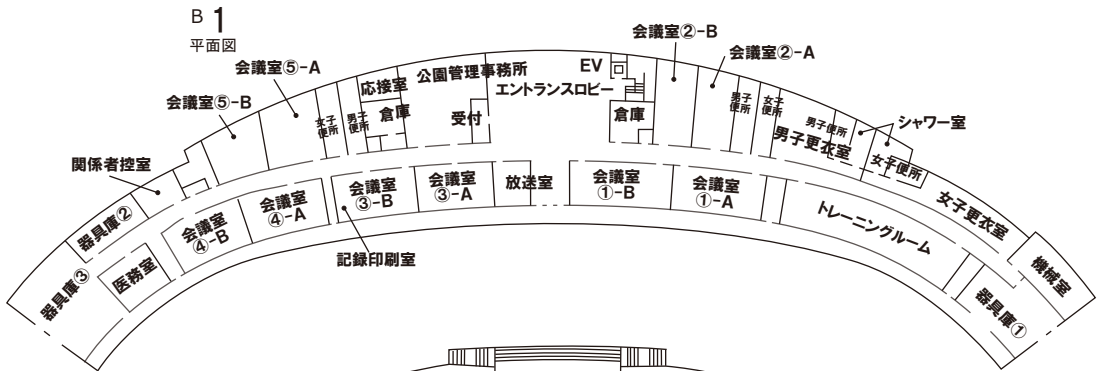 B1
平面図
会議室②-B
会議室②-A
会議室⑤-A
会議室⑤-B
関係者控室
応接室
公園管理事務所
EV
エントランスロビー
倉庫
受付
倉庫
女子
便所
男子
便所
男子
便所
女子
便所
男子便所
シャワー室
男子更衣室
女子便所
女子更衣室
機械室
器具庫②
器具庫③
医務室
会議室
④-B
会議室
④-A
会議室
③-B
会議室
③-A
放送室
会議室
①-B
会議室
①-A
トレーニングルーム
器具庫①
記録印刷室